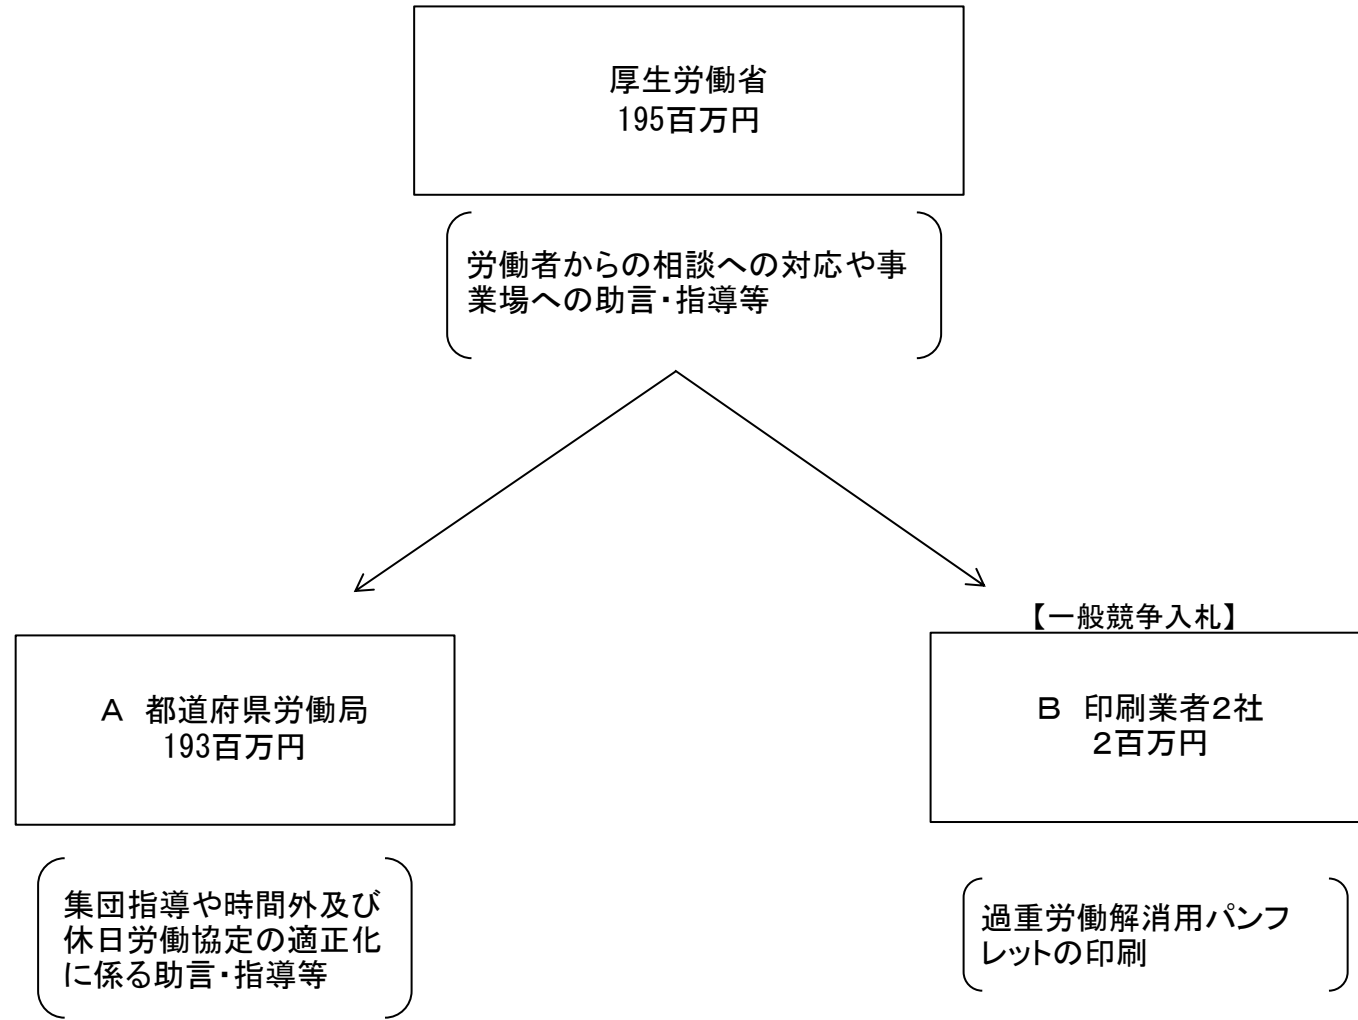 厚生労働省
195百万円
労働者からの相談への対応や事
業場への助言・指導等
【一般競争入札】
A 都道府県労働局
193百万円
B 印刷業者2社
2百万円
集団指導や時間外及び
休日労働協定の適正化
に係る助言・指導等
過重労働解消用パンフ
レットの印刷